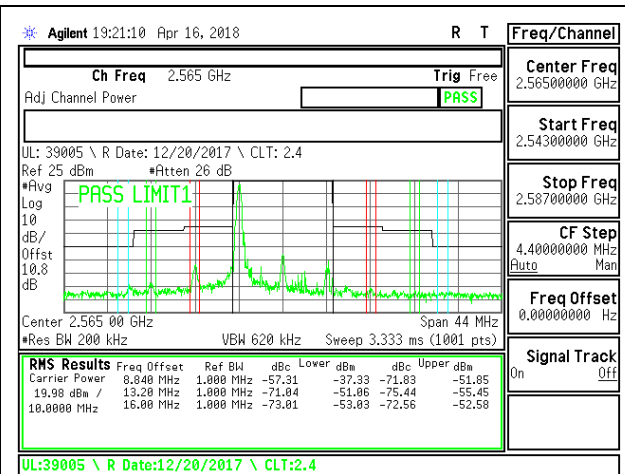 Agilent 19:21:10 Apr 16, 2018 R T
Freq/Channel
Ch Freq 2.565 GHz Trig Free
Adj Channel Power PASS
UL: 39005 \ R Date: 12/20/2017 \ CLT: 2.4
Ref 25 dBm #Atten 26 dB
#Avg
Log
10
dB/
Offst
10.8
dB
PASS LIMIT1
Center 2.565 00 GHz Span 44 MHz
#Res BW 200 kHz VBW 620 kHz Sweep 3.333 ms (1001 pts)
RMS Results Freq Offset Ref BW dBc Lower dBm dBc Upper dBm
Carrier Power 8.840 MHz 1.000 MHz -57.31 -37.33 -71.83 -51.85
19.98 dBm / 13.20 MHz 1.000 MHz -71.04 -51.06 -75.44 -55.45
10.0000 MHz 16.00 MHz 1.000 MHz -73.01 -53.03 -72.56 -52.58
UL:39005 \ R Date:12/20/2017 \ CLT:2.4
Center Freq
2.56500000 GHz
Start Freq
2.54300000 GHz
Stop Freq
2.58700000 GHz
CF Step
4.40000000 MHz
Auto Man
Freq Offset
0.00000000 Hz
Signal Track
On Off